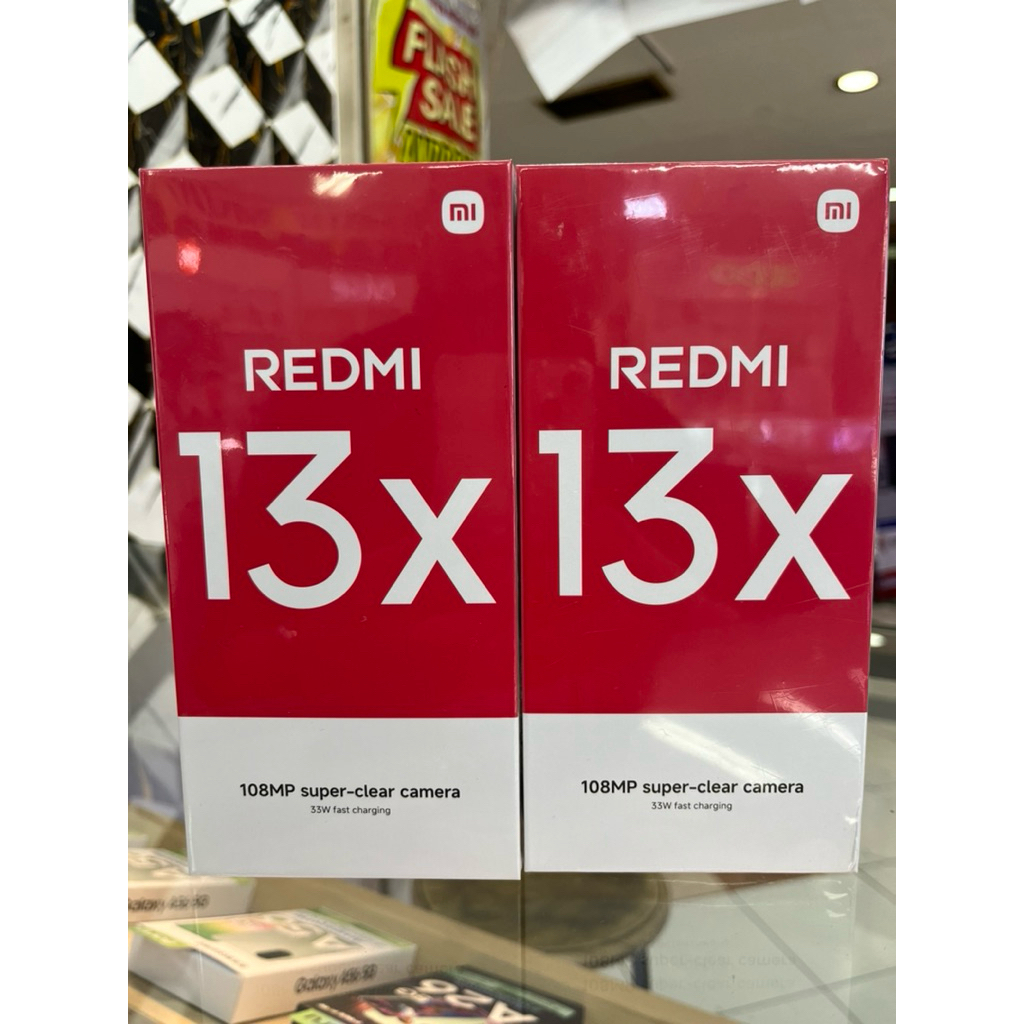 FLASH
SALE
mi
REDMI
13x
108MP super-clear camera
33W fast charging
mi
REDMI
13x
108MP super-clear camera
33W fast charging
A26